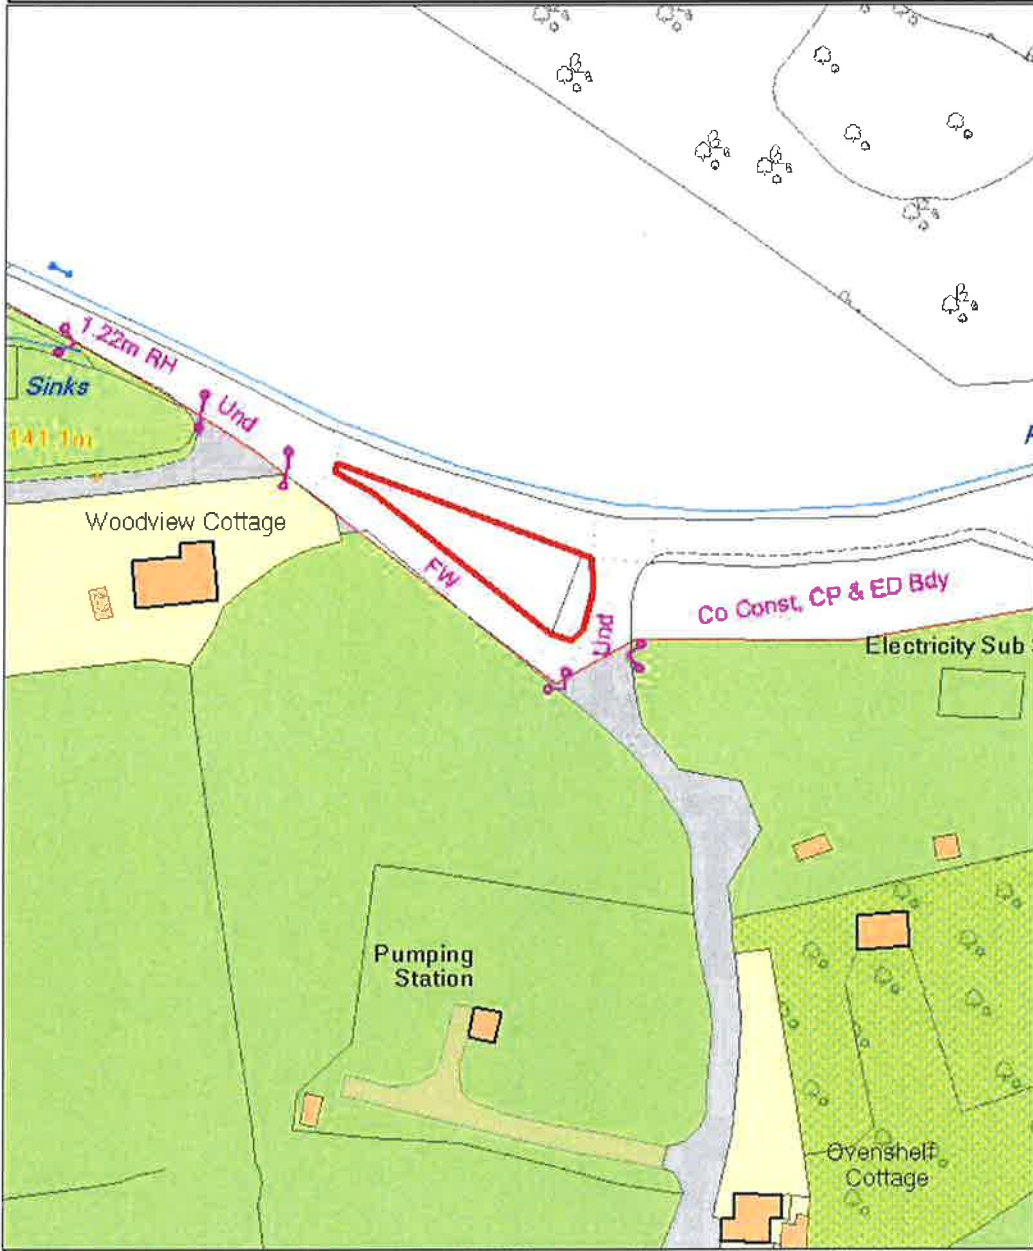 1.22m RH
Sinks
Und
141.1m
Woodview Cottage
FW
Co Const, CP & ED Bdy
Und
Electricity Sub
Pumping
Station
Ovenshelf
Cottage